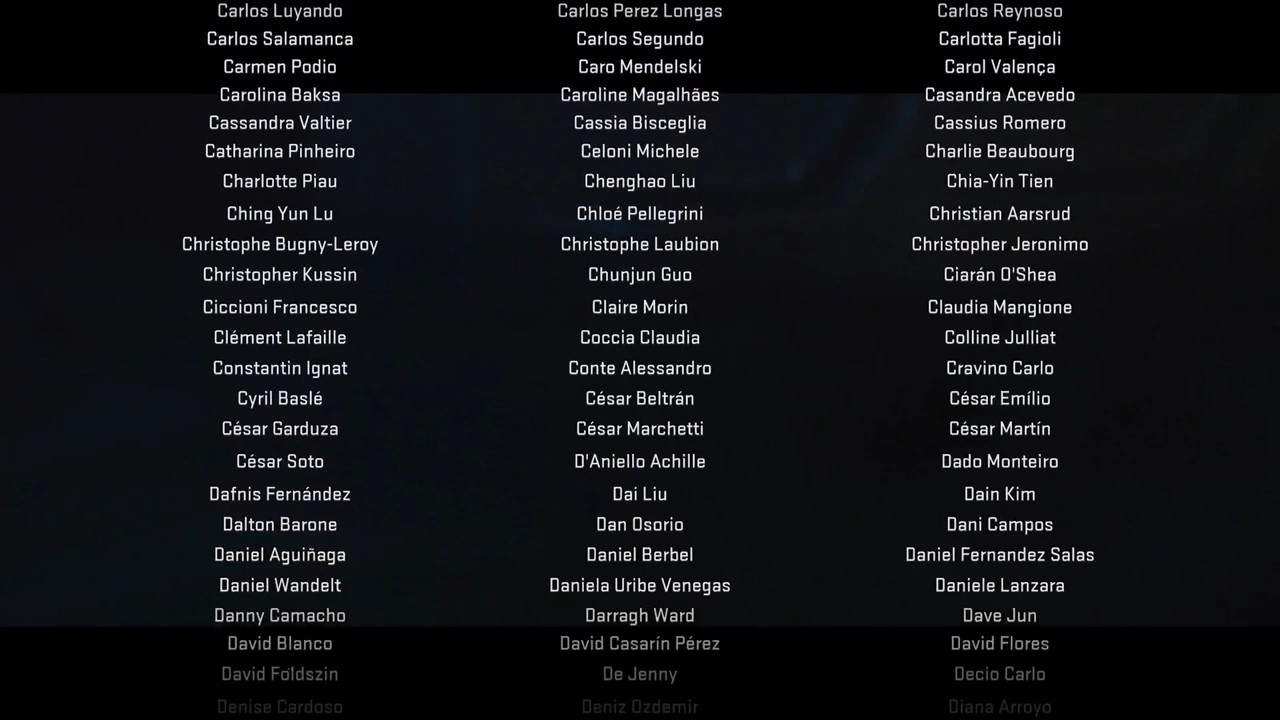 Carlos Luyando Carlos Perez Longas Carlos Reynoso
Carlos Salamanca Carlos Segundo Carlotta Fagioli
Carmen Podio Caro Mendelski Carol Valença
Carolina Baksa Caroline Magalhães Casandra Acevedo
Cassandra Valtier Cassia Bisceglia Cassius Romero
Catharina Pinheiro Celoni Michele Charlie Beaubourg
Charlotte Piau Chenghao Liu Chia-Yin Tien
Ching Yun Lu Chloé Pellegrini Christian Aarsrud
Christophe Bugny-Leroy Christophe Laubion Christopher Jeronimo
Christopher Kussin Chunjun Guo Ciarán O'Shea
Ciccioni Francesco Claire Morin Claudia Mangione
Clément Lafaille Coccia Claudia Colline Julliat
Constantin Ignat Conte Alessandro Cravino Carlo
Cyril Baslé César Beltrán César Emílio
César Garduza César Marchetti César Martín
César Soto D'Aniello Achille Dado Monteiro
Dafnis Fernández Dai Liu Dain Kim
Dalton Barone Dan Osorio Dani Campos
Daniel Aguiñaga Daniel Berbel Daniel Fernandez Salas
Daniel Wandelt Daniela Uribe Venegas Daniele Lanzara
Danny Camacho Darragh Ward Dave Jun
David Blanco David Casarín Pérez David Flores
David Foldszin De Jenny Decio Carlo
Denise Cardoso Deniz Ozdemir Diana Arroyo